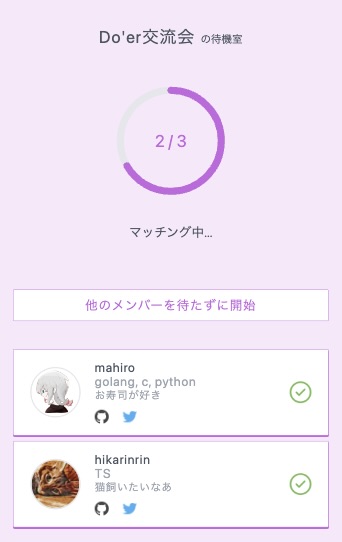 Do'er交流会 の待機室
2/3
マッチング中...
他のメンバーを待たずに開始
mahiro
golang, c, python
お寿司が好き
hikarinrin
TS
猫飼いたいなあ